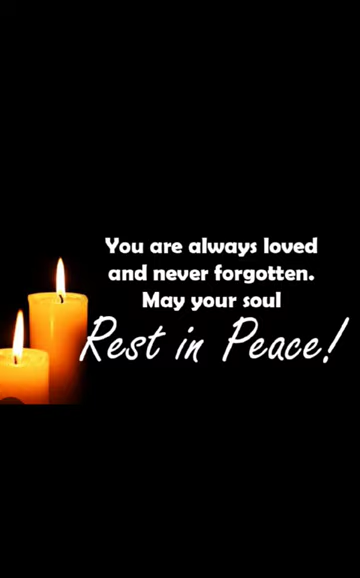 You are always loved
and never forgotten.
May your soul
Rest in Peace!